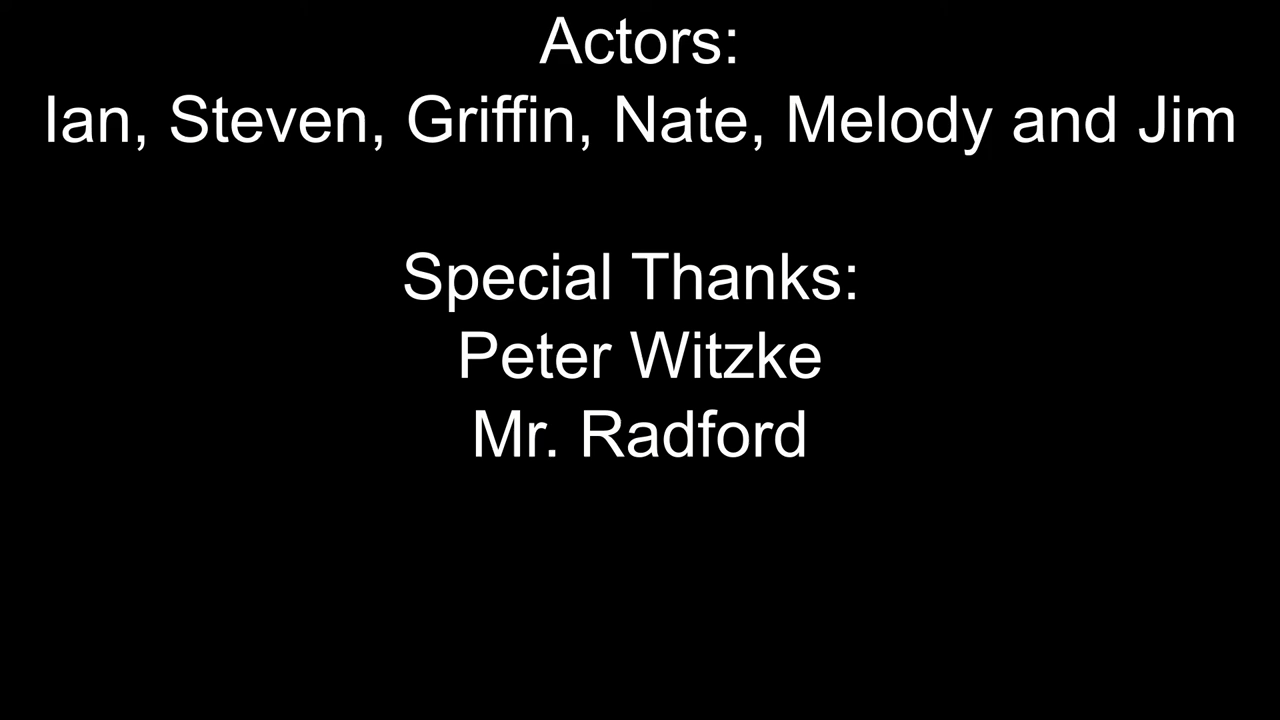 Actors:
Ian, Steven, Griffin, Nate, Melody and Jim
Special Thanks:
Peter Witzke
Mr. Radford